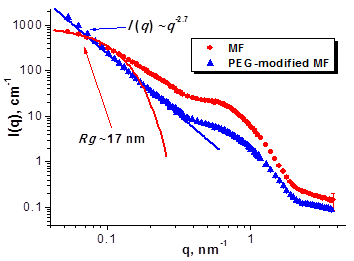 1000
100
10
1
0.1
I(q), cm⁻¹
I (q) ~q⁻²·⁷
MF
PEG-modified MF
Rg~17 nm
0.1
1
q, nm⁻¹